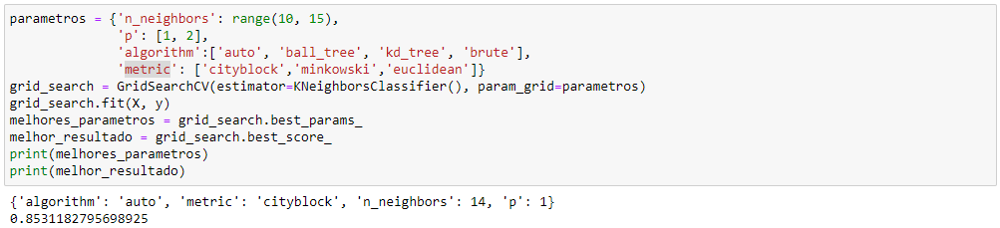 parametros = {'n_neighbors': range(10, 15),
              'p': [1, 2],
              'algorithm':['auto', 'ball_tree', 'kd_tree', 'brute'],
              'metric': ['cityblock','minkowski','euclidean']}
grid_search = GridSearchCV(estimator=KNeighborsClassifier(), param_grid=parametros)
grid_search.fit(X, y)
melhores_parametros = grid_search.best_params_
melhor_resultado = grid_search.best_score_
print(melhores_parametros)
print(melhor_resultado)
{'algorithm': 'auto', 'metric': 'cityblock', 'n_neighbors': 14, 'p': 1}
0.8531182795698925